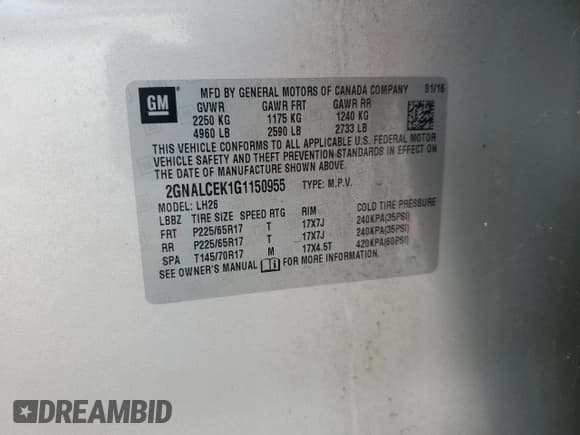 GM
MFD BY GENERAL MOTORS OF CANADA COMPANY 01/16
GVWR GAWR FRT GAWR RR
2250 KG 1175 KG 1240 KG
4960 LB 2590 LB 2733 LB
THIS VEHICLE CONFORMS TO ALL APPLICABLE U.S. FEDERAL MOTOR
VEHICLE SAFETY AND THEFT PREVENTION STANDARDS IN EFFECT ON
THE DATE OF MANUFACTURE SHOWN ABOVE.
2GNALCEK1G1150955 TYPE: M.P.V.
MODEL: LH26
LBBZ TIRE SIZE SPEED RTG RIM COLD TIRE PRESSURE
FRT P225/65R17 T 17X7J 240KPA(35PSI)
RR P225/65R17 T 17X7J 240KPA(35PSI)
SPA T145/70R17 M 17X4.5T 420KPA(60PSI)
SEE OWNER'S MANUAL FOR MORE INFORMATION.
DREAMBID